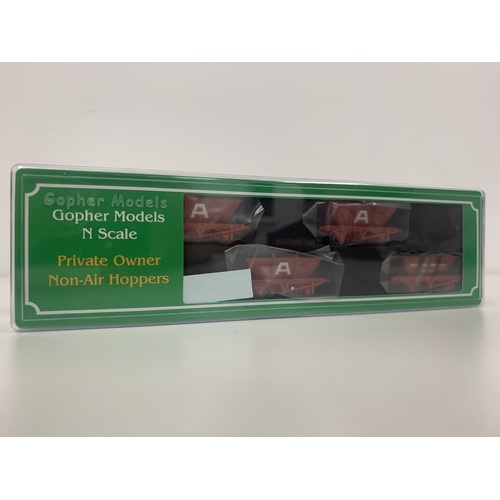 Gopher Models
Gopher Models
N Scale
Private Owner
Non-Air Hoppers
A
A
A